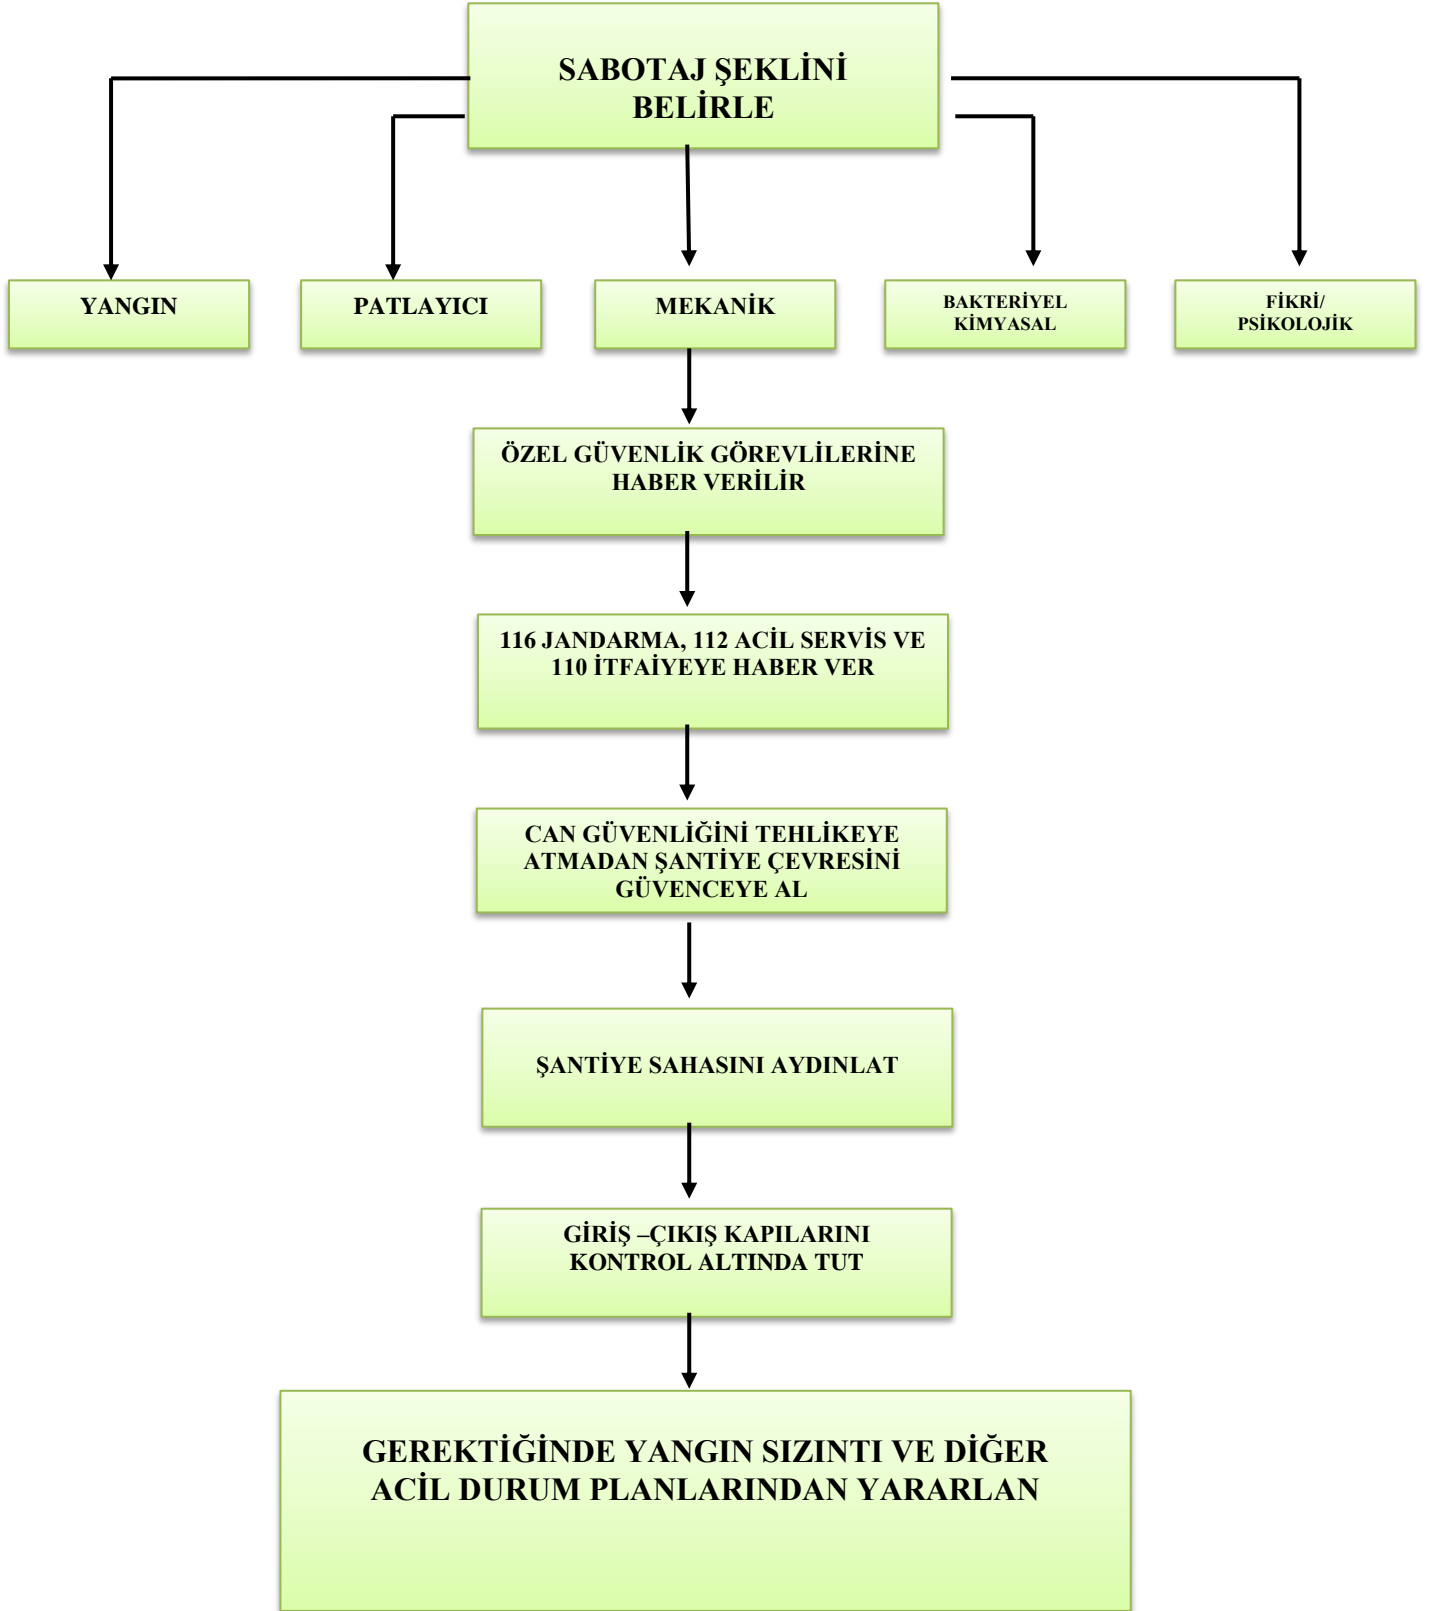 SABOTAJ ŞEKLİNİ
BELİRLE
YANGIN
PATLAYICI
MEKANİK
BAKTERİYEL
KİMYASAL
FİKRİ/
PSİKOLOJİK
ÖZEL GÜVENLİK GÖREVLİLERİNE
HABER VERİLİR
116 JANDARMA, 112 ACİL SERVİS VE
110 İTFAİYEYE HABER VER
CAN GÜVENLİĞİNİ TEHLİKEYE
ATMADAN ŞANTİYE ÇEVRESİNİ
GÜVENCEYE AL
ŞANTİYE SAHASINI AYDINLAT
GİRİŞ –ÇIKIŞ KAPILARINI
KONTROL ALTINDA TUT
GEREKTİĞİNDE YANGIN SIZINTI VE DİĞER
ACİL DURUM PLANLARINDAN YARARLAN